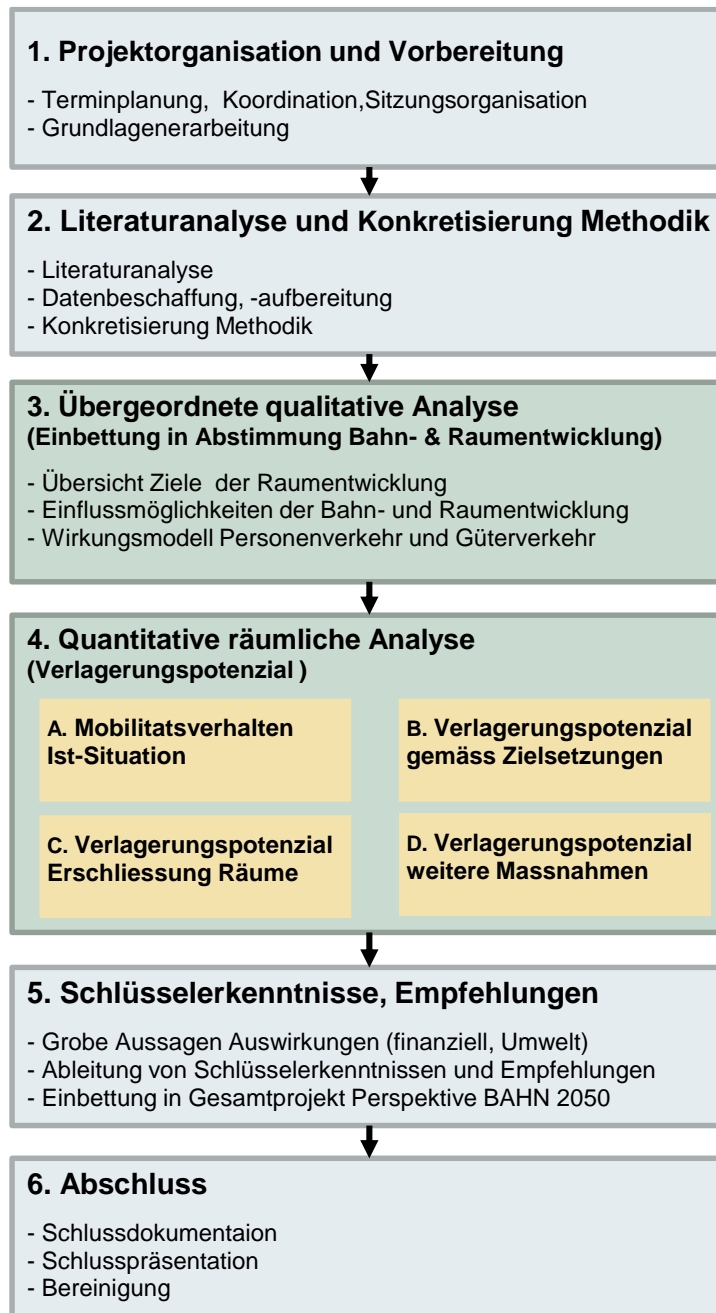 1. Projektorganisation und Vorbereitung
- Terminplanung, Koordination,Sitzungsorganisation
- Grundlagenerarbeitung
2. Literaturanalyse und Konkretisierung Methodik
- Literaturanalyse
- Datenbeschaffung, -aufbereitung
- Konkretisierung Methodik
3. Übergeordnete qualitative Analyse
(Einbettung in Abstimmung Bahn- & Raumentwicklung)
- Übersicht Ziele der Raumentwicklung
- Einflussmöglichkeiten der Bahn- und Raumentwicklung
- Wirkungsmodell Personenverkehr und Güterverkehr
4. Quantitative räumliche Analyse
(Verlagerungspotenzial )
A. Mobilitatsverhalten
Ist-Situation
B. Verlagerungspotenzial
gemäss Zielsetzungen
C. Verlagerungspotenzial
Erschliessung Räume
D. Verlagerungspotenzial
weitere Massnahmen
5. Schlüsselerkenntnisse, Empfehlungen
- Grobe Aussagen Auswirkungen (finanziell, Umwelt)
- Ableitung von Schlüsselerkenntnissen und Empfehlungen
- Einbettung in Gesamtprojekt Perspektive BAHN 2050
6. Abschluss
- Schlussdokumentaion
- Schlusspräsentation
- Bereinigung